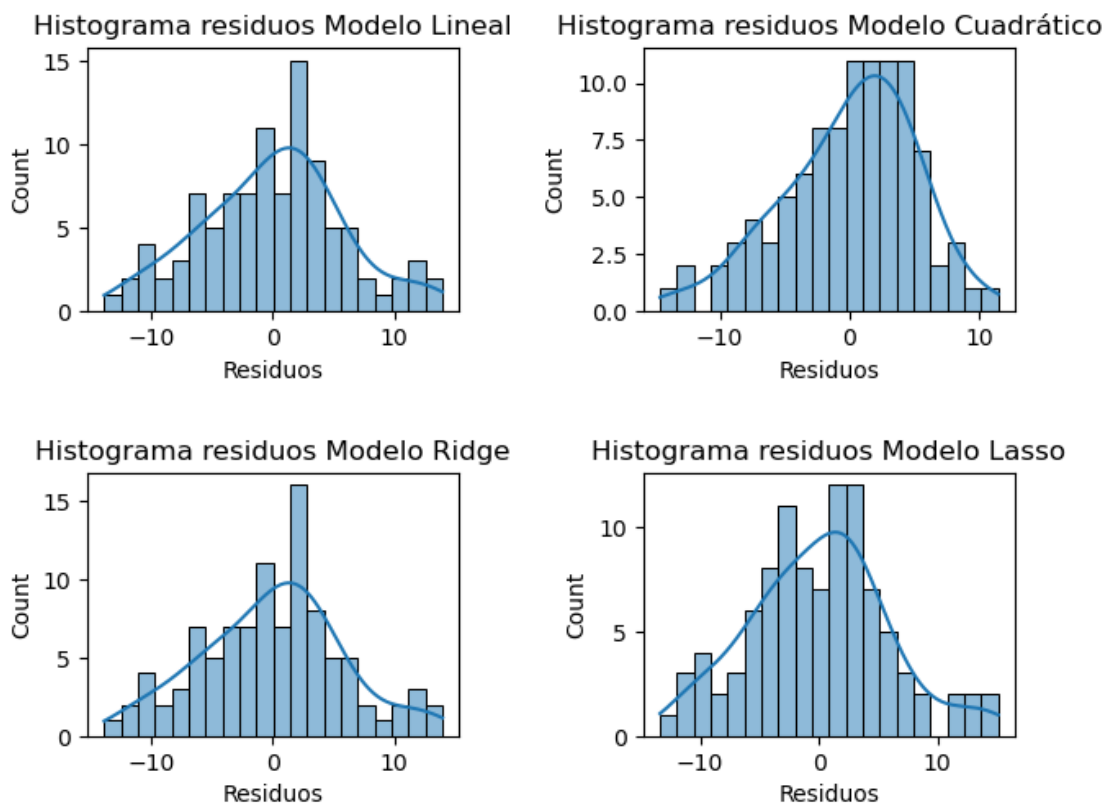 Histograma residuos Modelo Lineal
15
10
5
0
Count
−10 0 10
Residuos
Histograma residuos Modelo Cuadrático
10.0
7.5
5.0
2.5
0.0
Count
−10 0 10
Residuos
Histograma residuos Modelo Ridge
15
10
5
0
Count
−10 0 10
Residuos
Histograma residuos Modelo Lasso
10
5
0
Count
−10 0 10
Residuos